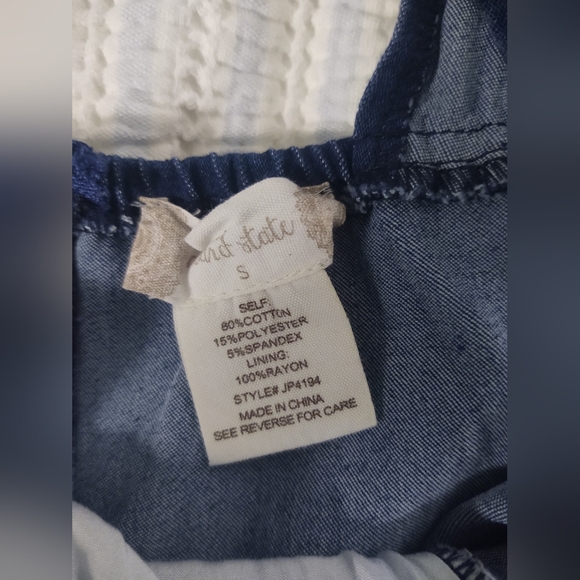 state
S
SELF:
80%COTTON
15%POLYESTER
5%SPANDEX
LINING:
100%RAYON
STYLE# JP4194
MADE IN CHINA
SEE REVERSE FOR CARE